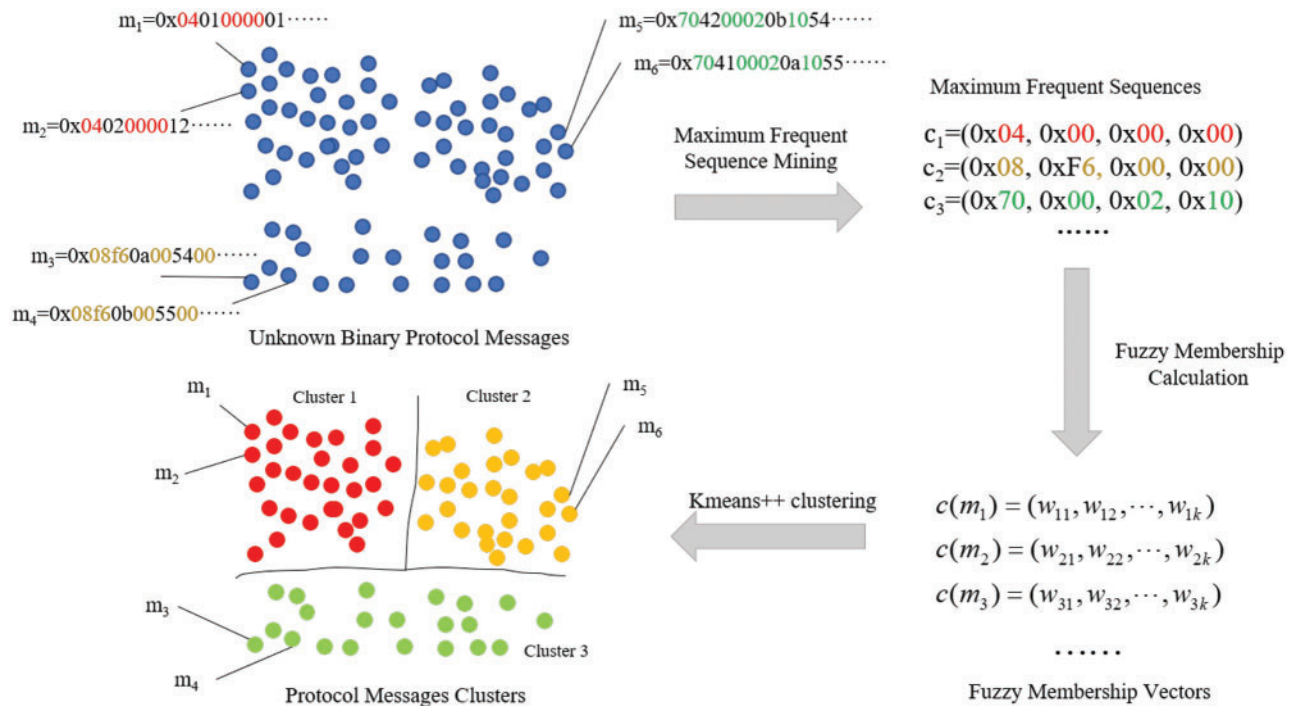 m₁=0x0401000001······
m₂=0x0402000012······
m₅=0x704200020b1054······
m₆=0x704100020a1055······
m₃=0x08f60a005400······
m₄=0x08f60b005500······
Unknown Binary Protocol Messages
Maximum Frequent
Sequence Mining
Maximum Frequent Sequences
c₁=(0x04, 0x00, 0x00, 0x00)
c₂=(0x08, 0xF6, 0x00, 0x00)
c₃=(0x70, 0x00, 0x02, 0x10)
······
Fuzzy Membership
Calculation
c(m₁) = (w₁₁, w₁₂, ···, w₁ₖ)
c(m₂) = (w₂₁, w₂₂, ···, w₂ₖ)
c(m₃) = (w₃₁, w₃₂, ···, w₃ₖ)
······
Fuzzy Membership Vectors
Kmeans++ clustering
m₁
Cluster 1
Cluster 2
m₅
m₆
m₂
m₃
m₄
Cluster 3
Protocol Messages Clusters